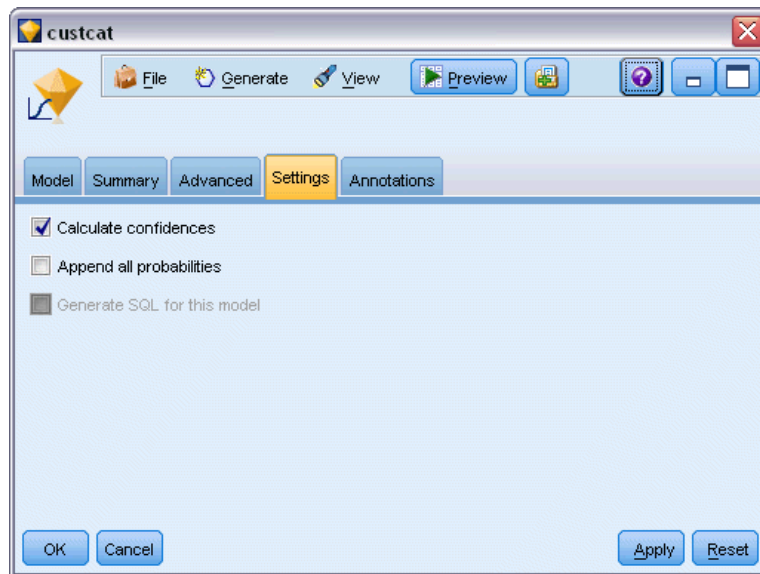 custcat
File Generate View Preview
Model Summary Advanced Settings Annotations
Calculate confidences
Append all probabilities
Generate SQL for this model
OK Cancel Apply Reset